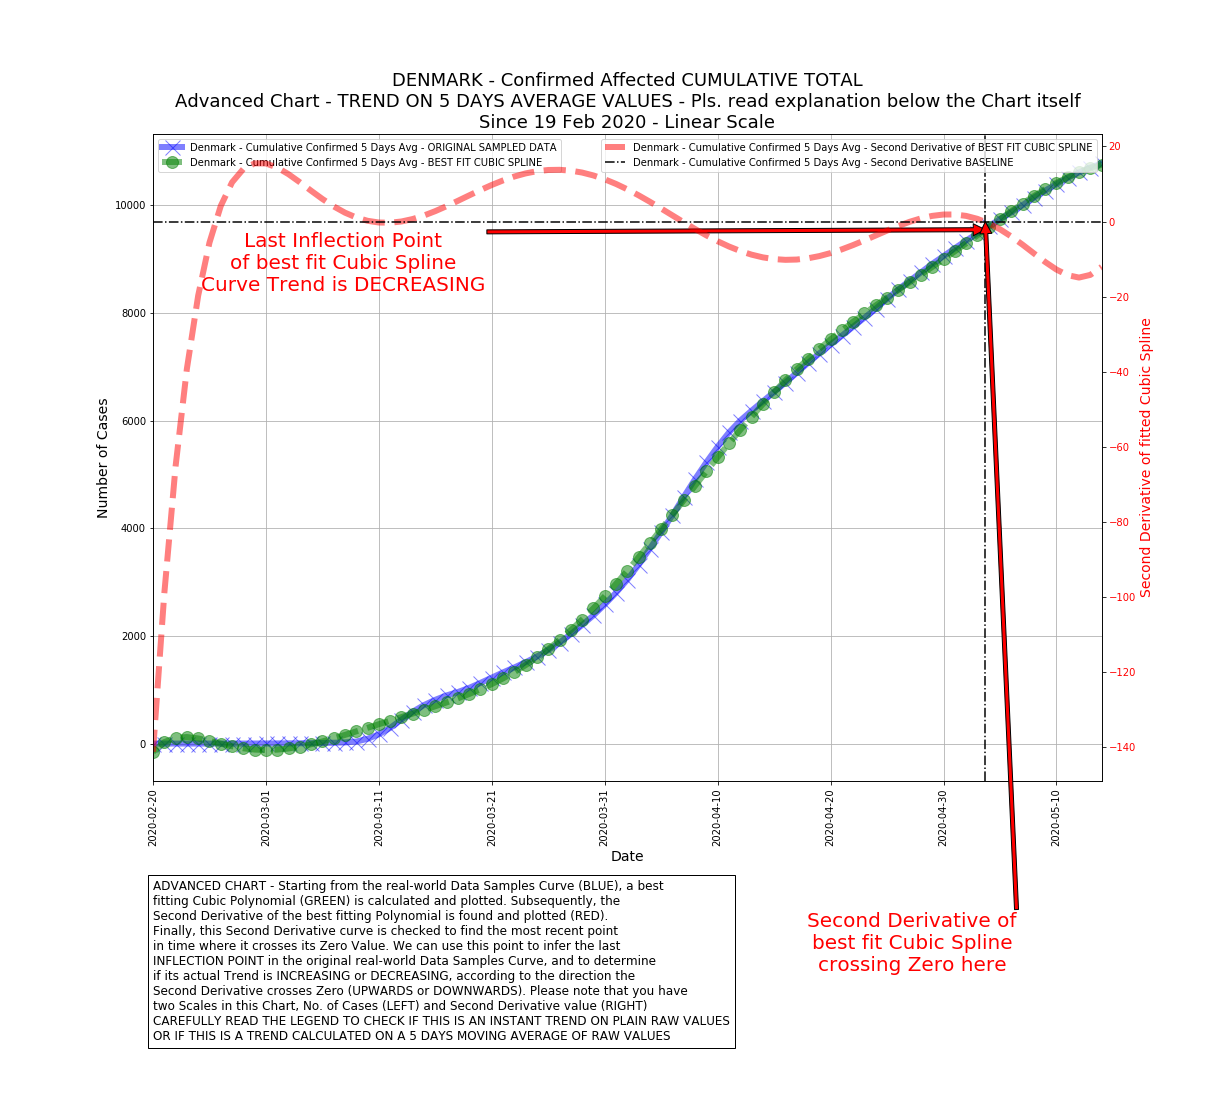 DENMARK - Confirmed Affected CUMULATIVE TOTAL
Advanced Chart - TREND ON 5 DAYS AVERAGE VALUES - Pls. read explanation below the Chart itself
Since 19 Feb 2020 - Linear Scale
Denmark - Cumulative Confirmed 5 Days Avg - ORIGINAL SAMPLED DATA
Denmark - Cumulative Confirmed 5 Days Avg - BEST FIT CUBIC SPLINE
Denmark - Cumulative Confirmed 5 Days Avg - Second Derivative of BEST FIT CUBIC SPLINE
Denmark - Cumulative Confirmed 5 Days Avg - Second Derivative BASELINE
Last Inflection Point
of best fit Cubic Spline
Curve Trend is DECREASING
Number of Cases
10000
8000
6000
4000
2000
0
20
0
−20
−40
−60
−80
−100
−120
−140
Second Derivative of fitted Cubic Spline
2020-02-20
2020-03-01
2020-03-11
2020-03-21
2020-03-31
2020-04-10
2020-04-20
2020-04-30
2020-05-10
Date
ADVANCED CHART - Starting from the real-world Data Samples Curve (BLUE), a best
fitting Cubic Polynomial (GREEN) is calculated and plotted. Subsequently, the
Second Derivative of the best fitting Polynomial is found and plotted (RED).
Finally, this Second Derivative curve is checked to find the most recent point
in time where it crosses its Zero Value. We can use this point to infer the last
INFLECTION POINT in the original real-world Data Samples Curve, and to determine
if its actual Trend is INCREASING or DECREASING, according to the direction the
Second Derivative crosses Zero (UPWARDS or DOWNWARDS). Please note that you have
two Scales in this Chart, No. of Cases (LEFT) and Second Derivative value (RIGHT)
CAREFULLY READ THE LEGEND TO CHECK IF THIS IS AN INSTANT TREND ON PLAIN RAW VALUES
OR IF THIS IS A TREND CALCULATED ON A 5 DAYS MOVING AVERAGE OF RAW VALUES
Second Derivative of
best fit Cubic Spline
crossing Zero here